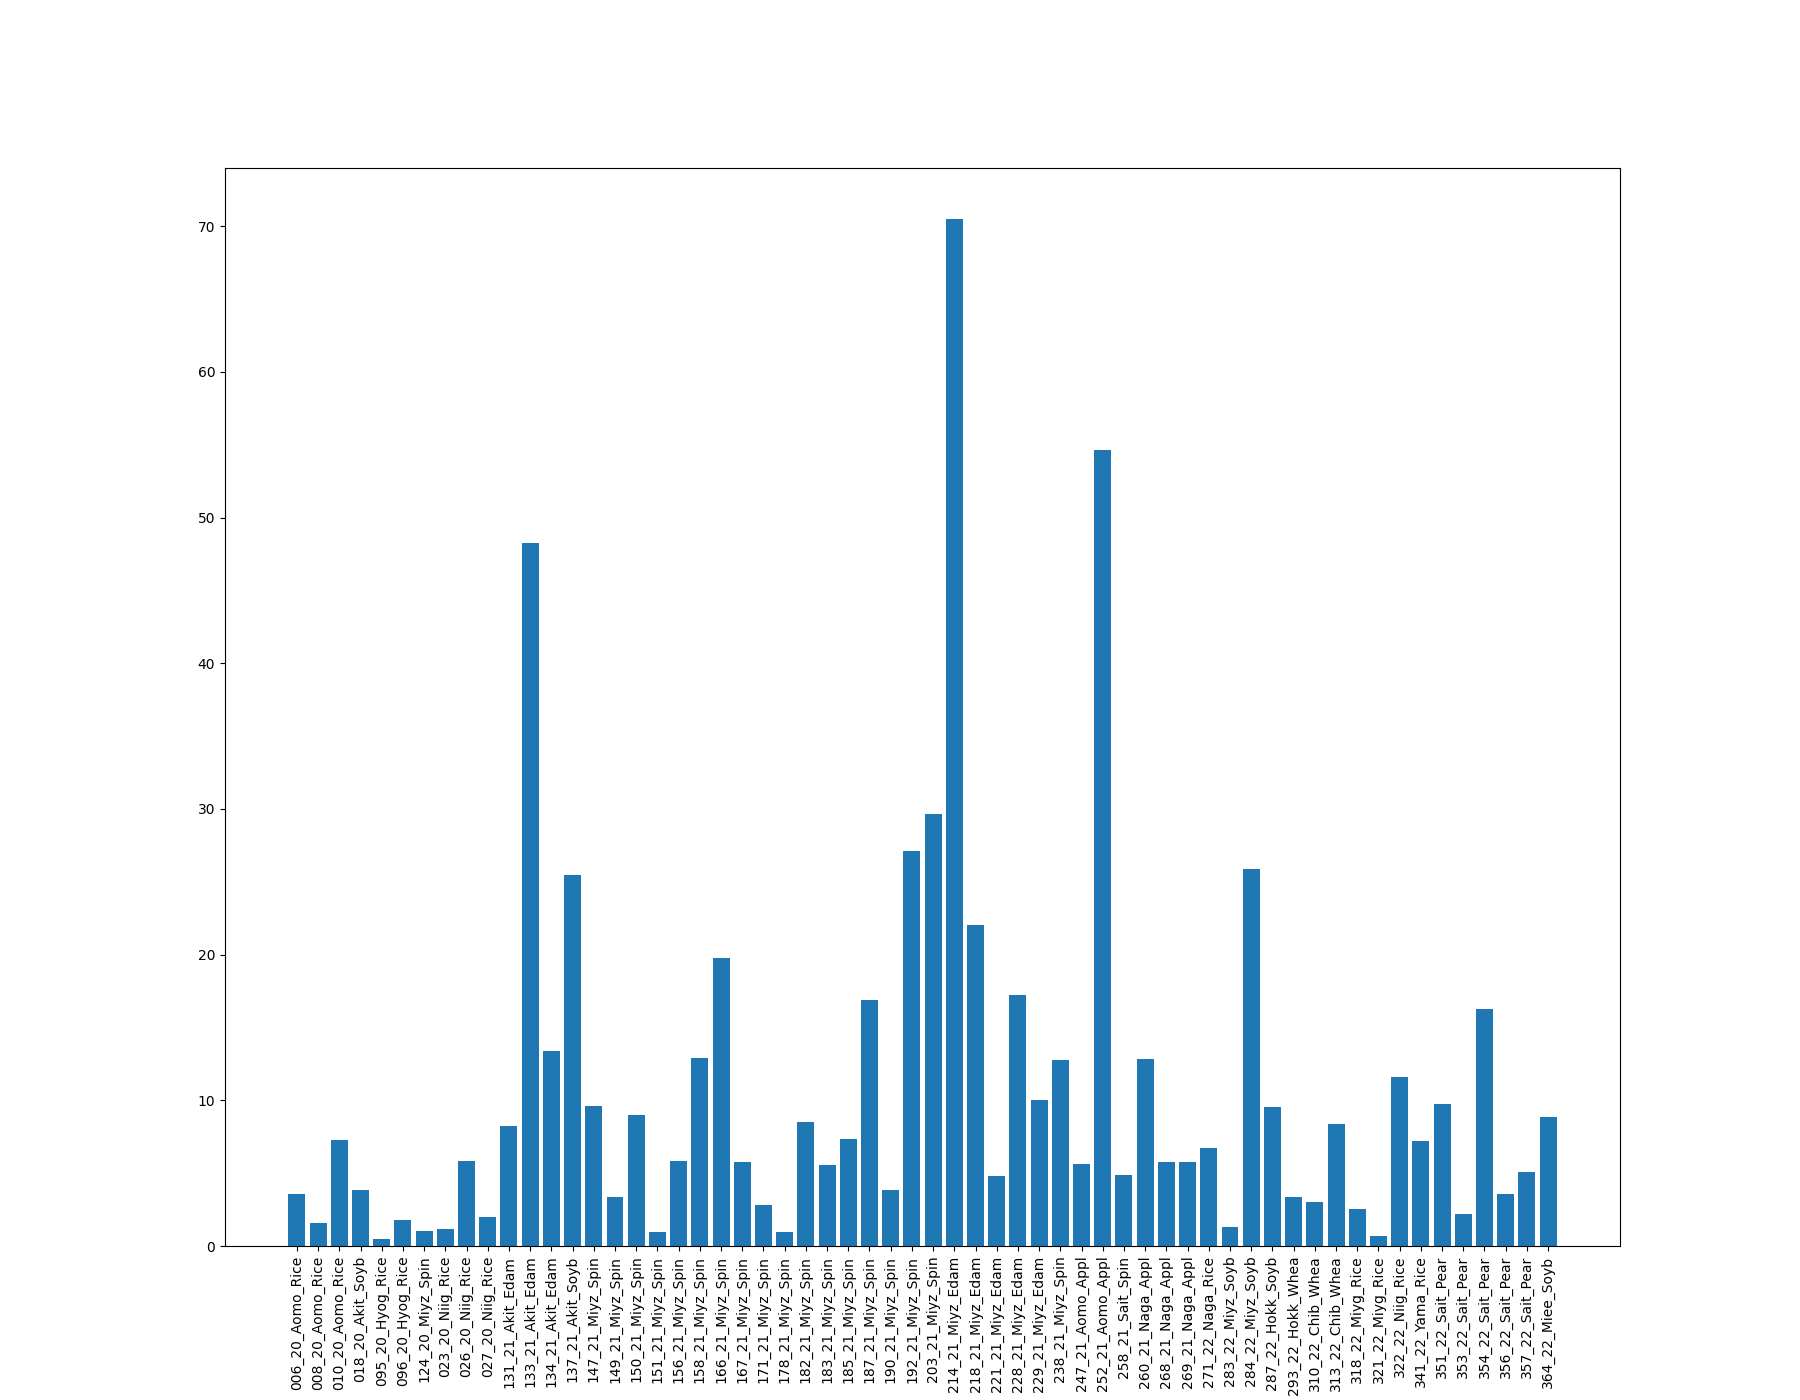 70
60
50
40
30
20
10
0
006_20_Aomo_Rice
008_20_Aomo_Rice
010_20_Aomo_Rice
018_20_Akit_Soyb
095_20_Hyog_Rice
096_20_Hyog_Rice
124_20_Miyz_Spin
023_20_Niig_Rice
026_20_Niig_Rice
027_20_Niig_Rice
131_21_Akit_Edam
133_21_Akit_Edam
134_21_Akit_Edam
137_21_Akit_Soyb
147_21_Miyz_Spin
149_21_Miyz_Spin
150_21_Miyz_Spin
151_21_Miyz_Spin
156_21_Miyz_Spin
158_21_Miyz_Spin
166_21_Miyz_Spin
167_21_Miyz_Spin
171_21_Miyz_Spin
178_21_Miyz_Spin
182_21_Miyz_Spin
183_21_Miyz_Spin
185_21_Miyz_Spin
187_21_Miyz_Spin
190_21_Miyz_Spin
192_21_Miyz_Spin
203_21_Miyz_Spin
214_21_Miyz_Edam
218_21_Miyz_Edam
221_21_Miyz_Edam
228_21_Miyz_Edam
229_21_Miyz_Edam
238_21_Miyz_Spin
247_21_Aomo_Appl
252_21_Aomo_Appl
258_21_Sait_Spin
260_21_Naga_Appl
268_21_Naga_Appl
269_21_Naga_Appl
271_22_Naga_Rice
283_22_Miyz_Soyb
284_22_Miyz_Soyb
287_22_Hokk_Soyb
293_22_Hokk_Whea
310_22_Chib_Whea
313_22_Chib_Whea
318_22_Miyg_Rice
321_22_Miyg_Rice
322_22_Niig_Rice
341_22_Yama_Rice
351_22_Sait_Pear
353_22_Sait_Pear
354_22_Sait_Pear
356_22_Sait_Pear
357_22_Sait_Pear
364_22_Miee_Soyb